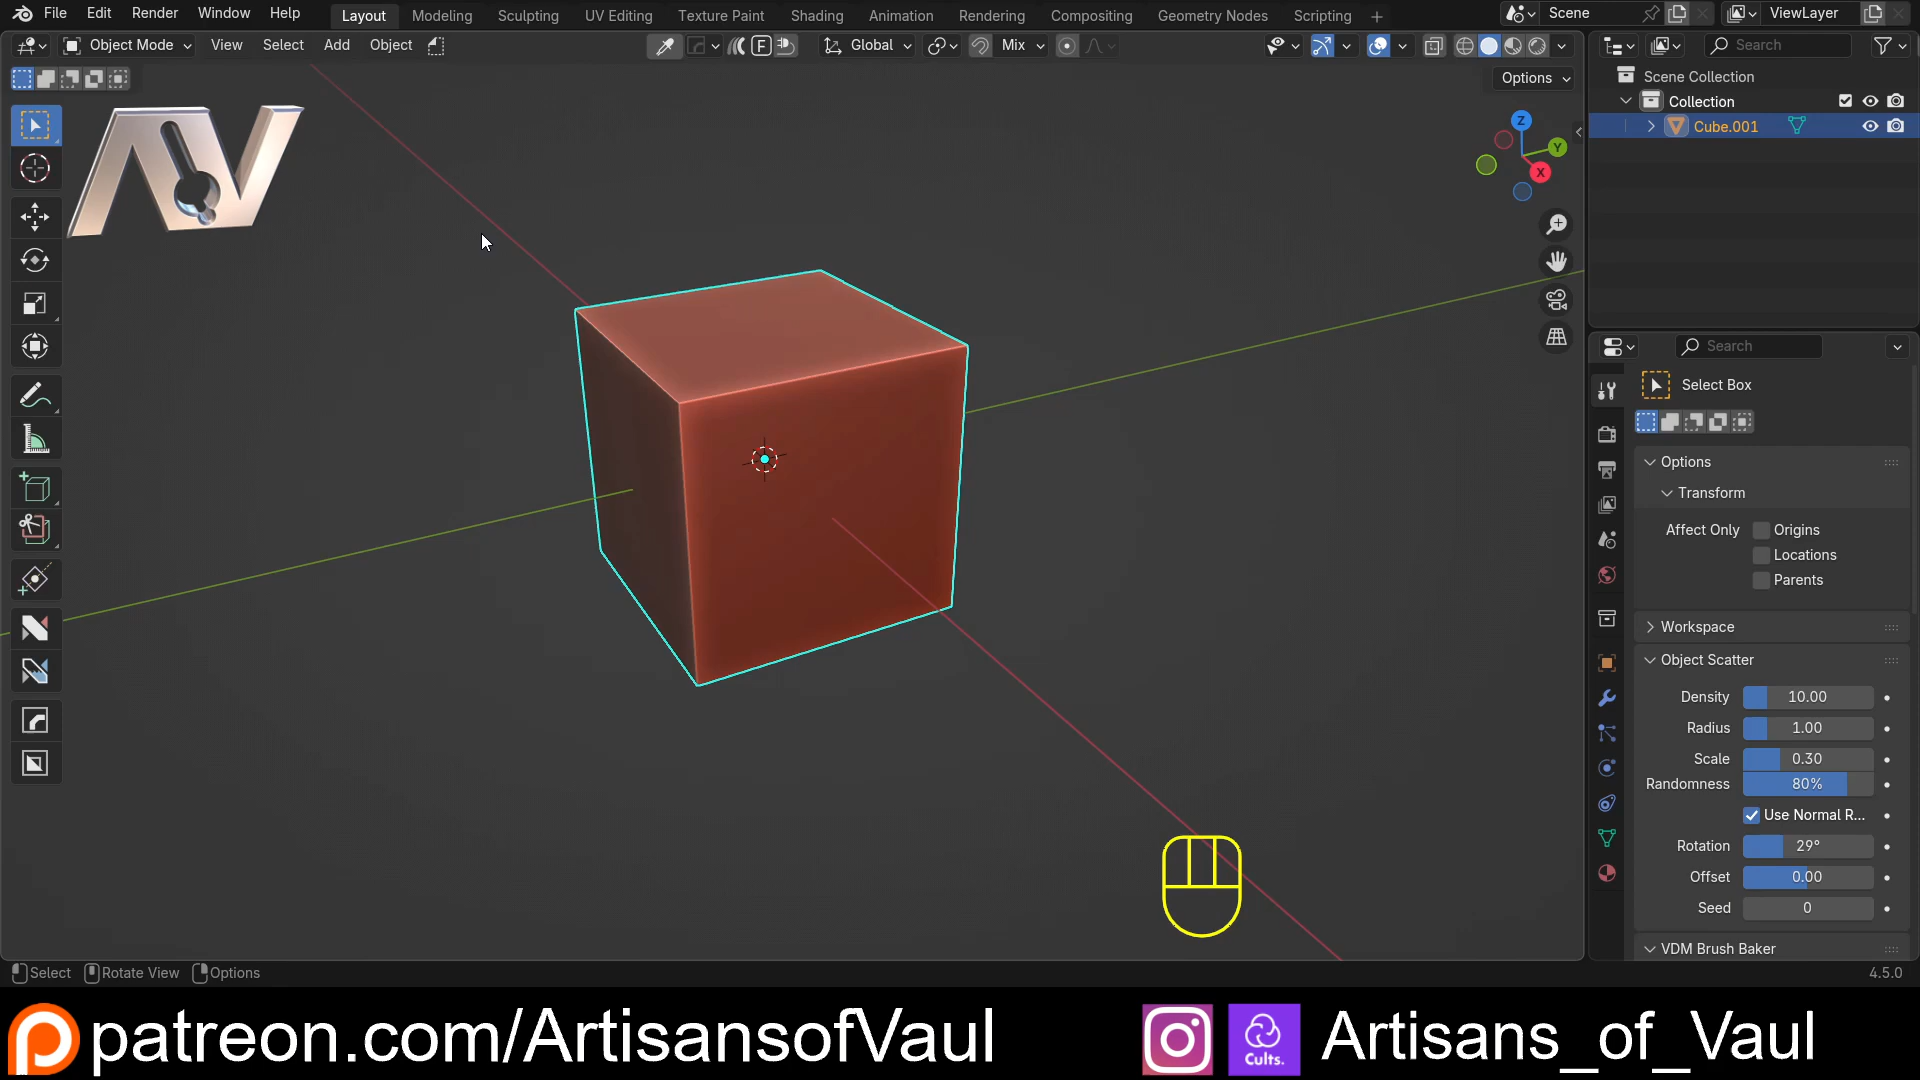 File Edit Render Window Help Layout Modeling Sculpting UV Editing Texture Paint Shading Animation Rendering Compositing Geometry Nodes Scripting + Scene ViewLayer
Object Mode View Select Add Object F Global Mix Search
Options
Scene Collection
Collection
Cube.001
Z
Y
X
AV
Search
Select Box
Options
Transform
Affect Only Origins
Locations
Parents
Workspace
Object Scatter
Density 10.00
Radius 1.00
Scale 0.30
Randomness 80%
Use Normal R...
Rotation 29°
Offset 0.00
Seed 0
VDM Brush Baker
Select Rotate View Options 4.5.0
patreon.com/ArtisansofVaul Cults. Artisans_of_Vaul